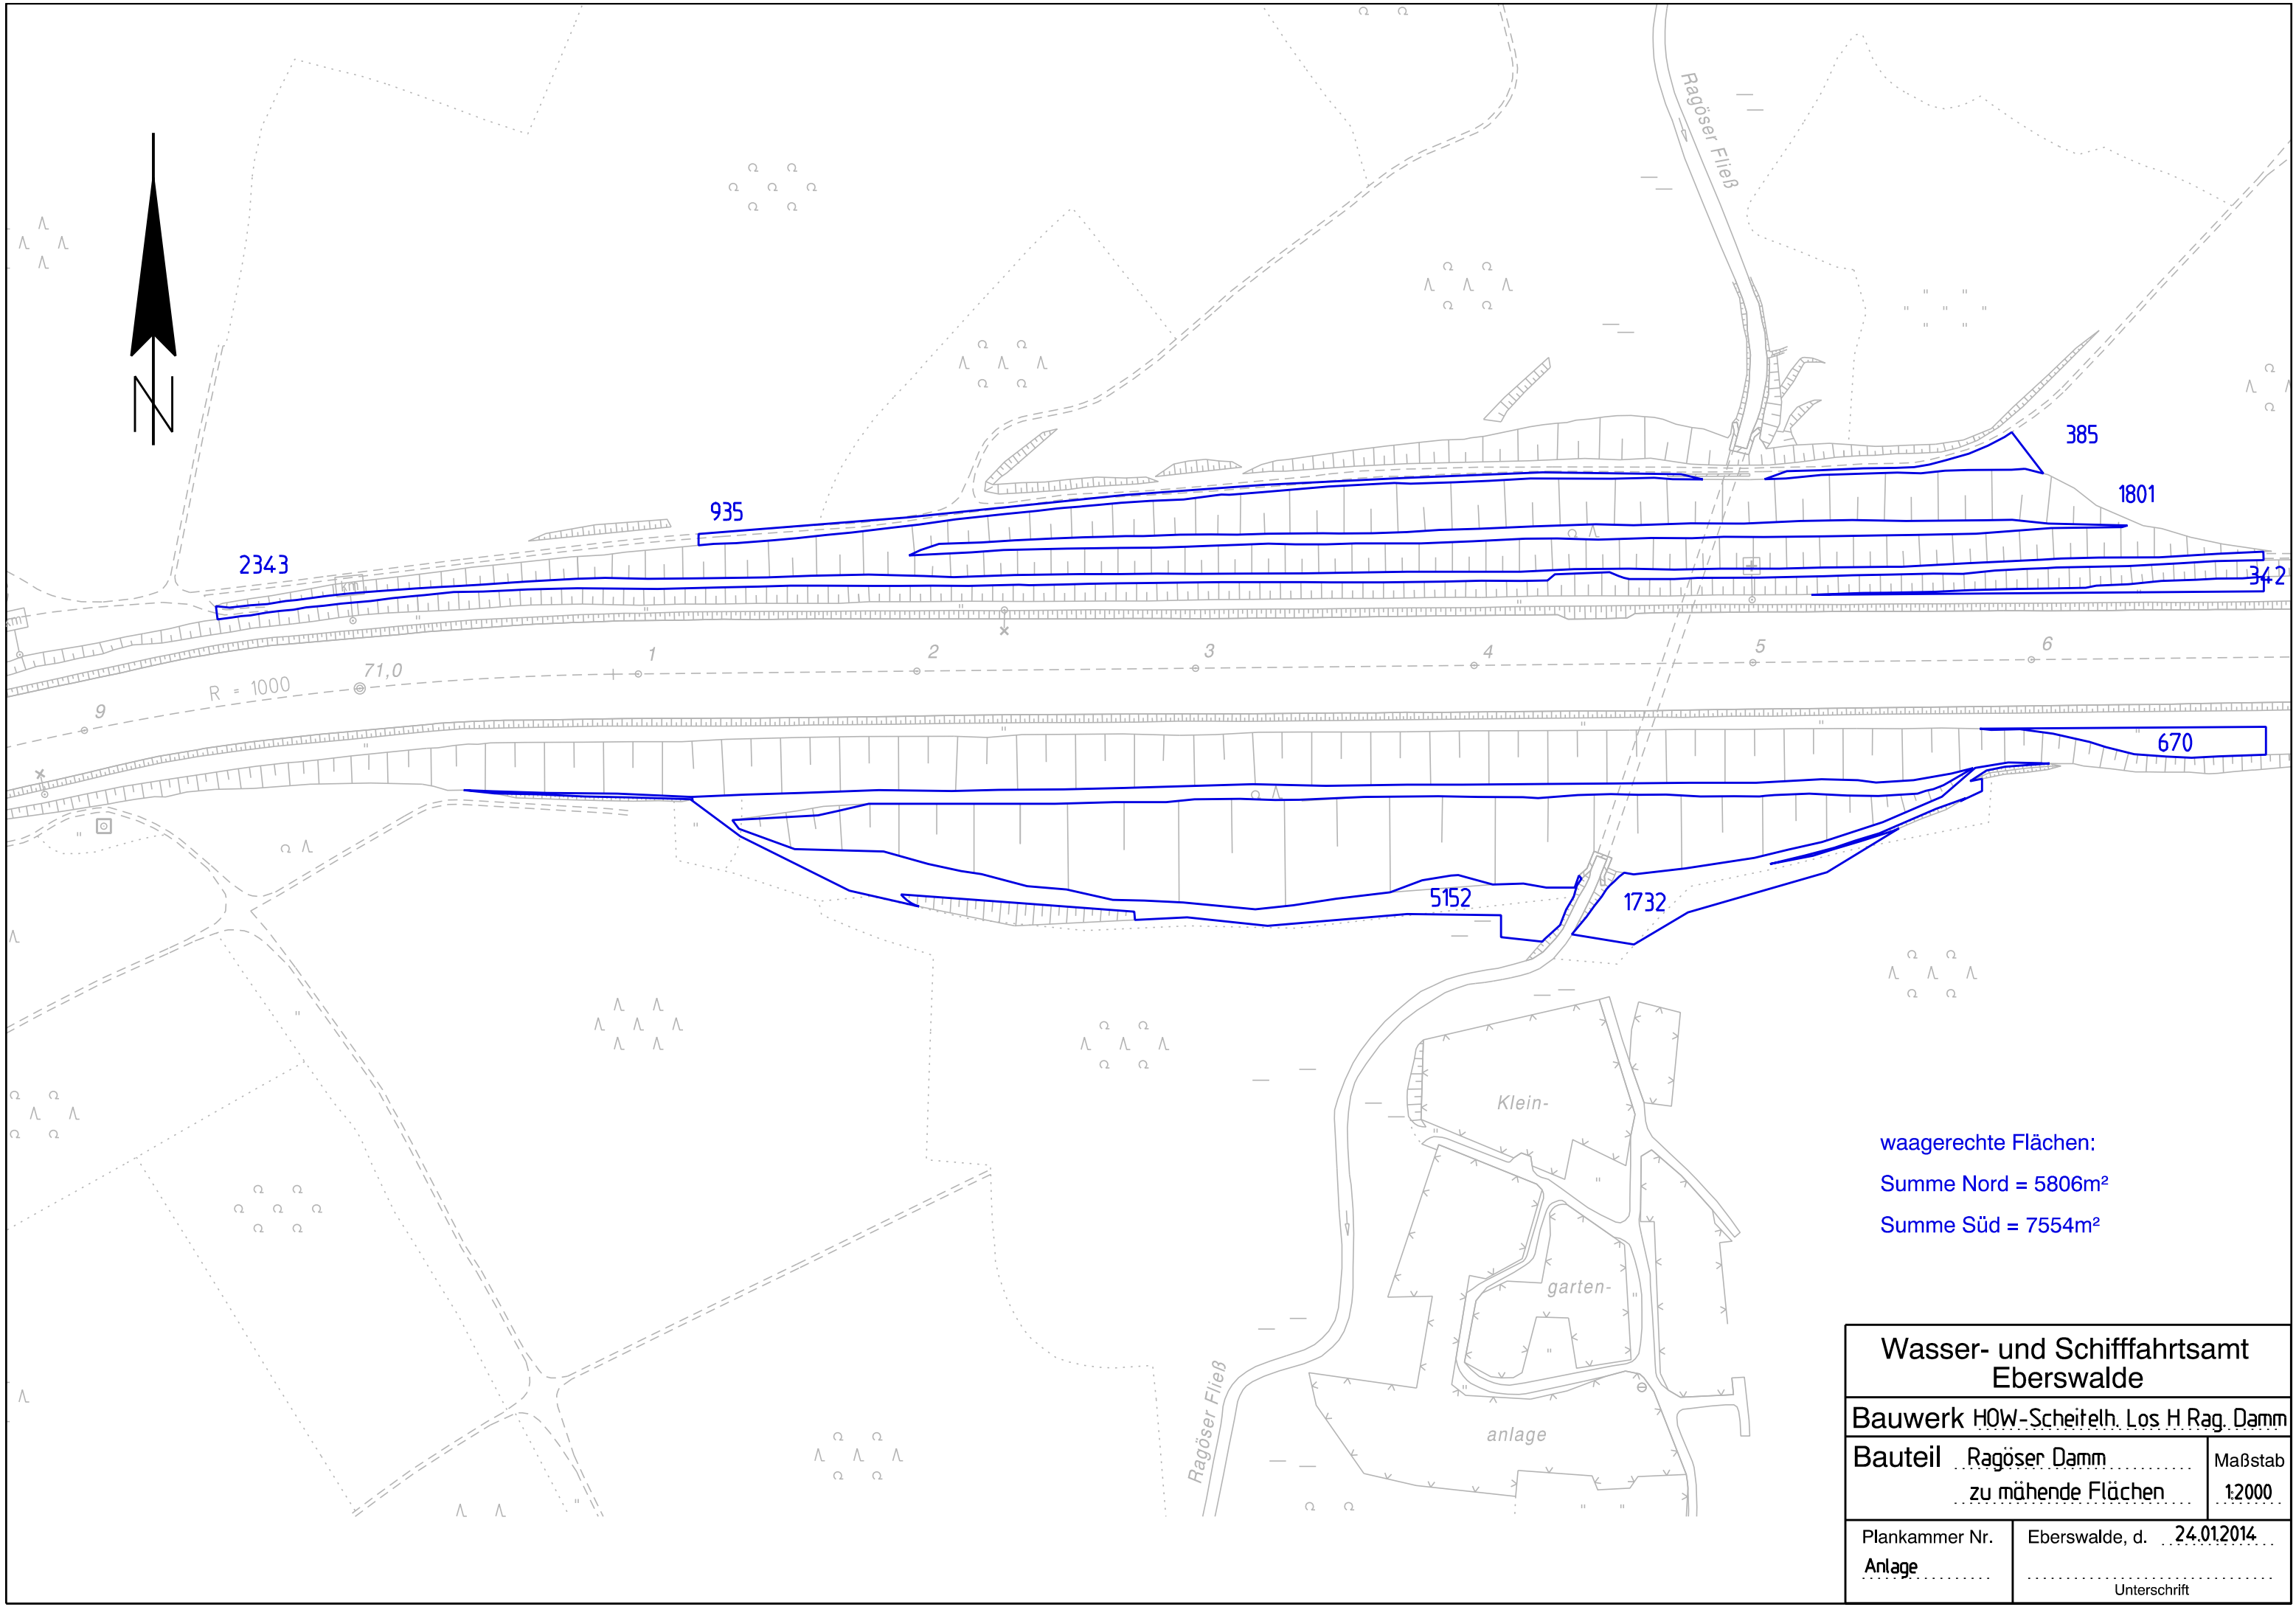 N
Ragöser Fließ
385
1801
935
2343
km
342
km
1
2
3
4
5
6
71,0
R = 1000
9
670
5152
1732
Klein-
garten-
anlage
Ragöser Fließ
waagerechte Flächen:
Summe Nord = 5806m²
Summe Süd = 7554m²
Wasser- und Schifffahrtsamt
Eberswalde
Bauwerk HOW-Scheitelh. Los H Rag. Damm
Bauteil Ragöser Damm
zu mähende Flächen
Maßstab
1:2000
Plankammer Nr.
Anlage
Eberswalde, d. 24.01.2014
Unterschrift